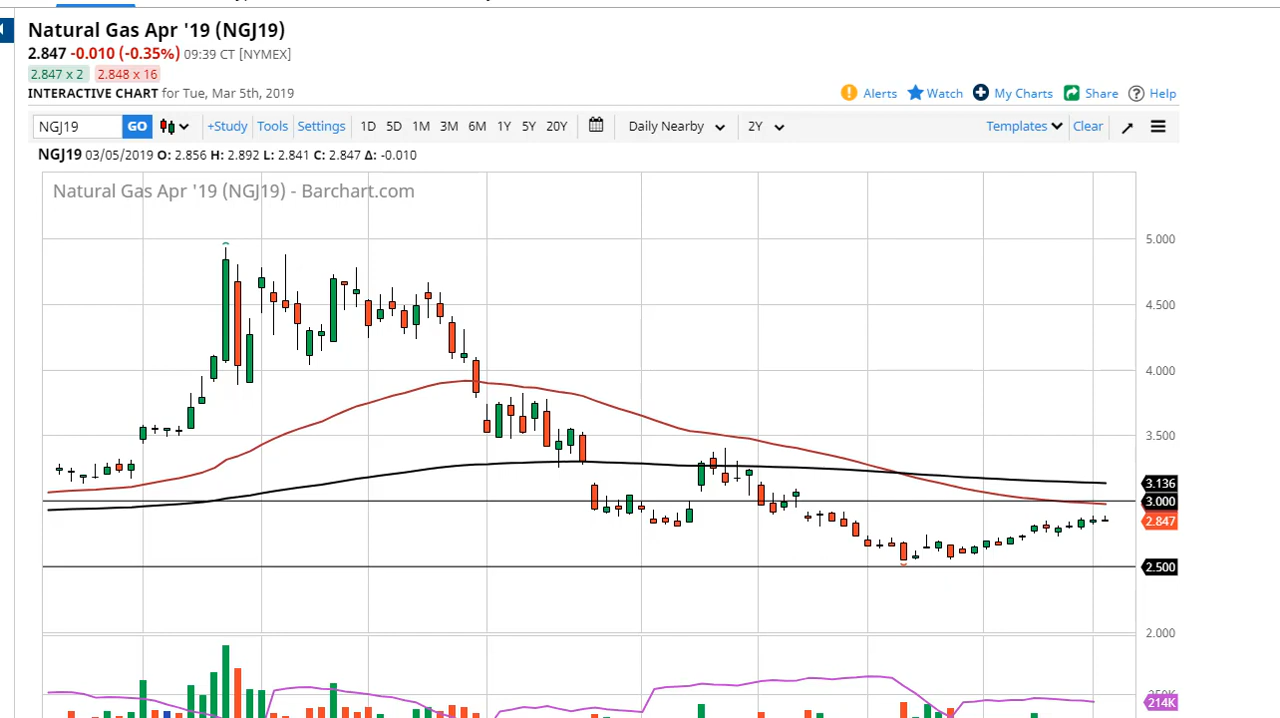 Natural Gas Apr '19 (NGJ19)
2.847 -0.010 (-0.35%) 09:39 CT [NYMEX]
2.847 x 2 2.848 x 16
INTERACTIVE CHART for Tue, Mar 5th, 2019
Alerts Watch My Charts Share ? Help
NGJ19 GO +Study Tools Settings 1D 5D 1M 3M 6M 1Y 5Y 20Y Daily Nearby 2Y Templates Clear
NGJ19 03/05/2019 O: 2.856 H: 2.892 L: 2.841 C: 2.847 Δ: -0.010
Natural Gas Apr '19 (NGJ19) - Barchart.com
5.000
4.500
4.000
3.500
3.136
3.000
2.847
2.500
2.000
214K